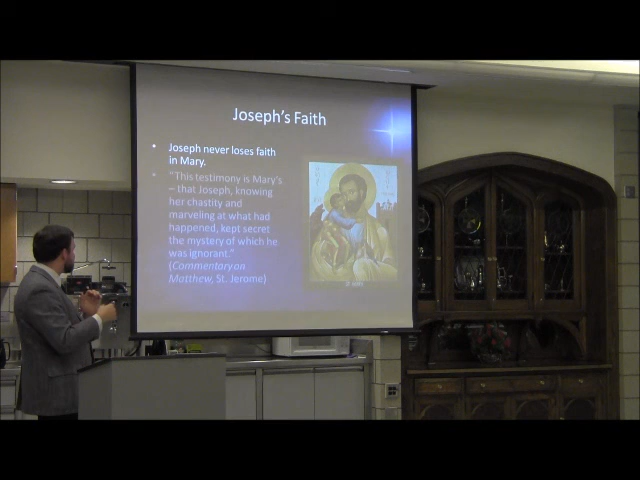 Joseph's Faith
• Joseph never loses faith
in Mary.
• "This testimony is Mary's
– that Joseph, knowing
her chastity and
marveling at what had
happened, kept secret
the mystery of which he
was ignorant."
(Commentary on
Matthew, St. Jerome)